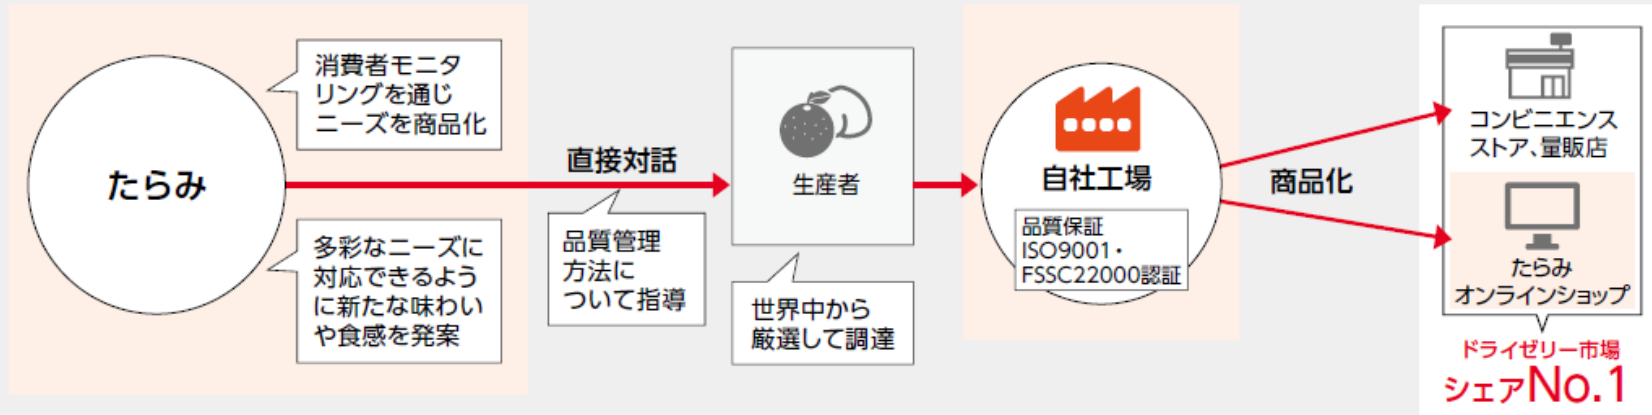 たらみ
消費者モニタ
リングを通じ
ニーズを商品化
多彩なニーズに
対応できるよう
に新たな味わい
や食感を発案
直接対話
品質管理
方法に
ついて指導
生産者
世界中から
厳選して調達
自社工場
品質保証
ISO9001・
FSSC22000認証
商品化
コンビニエンス
ストア、量販店
たらみ
オンラインショップ
ドライゼリー市場
シェアNo.1